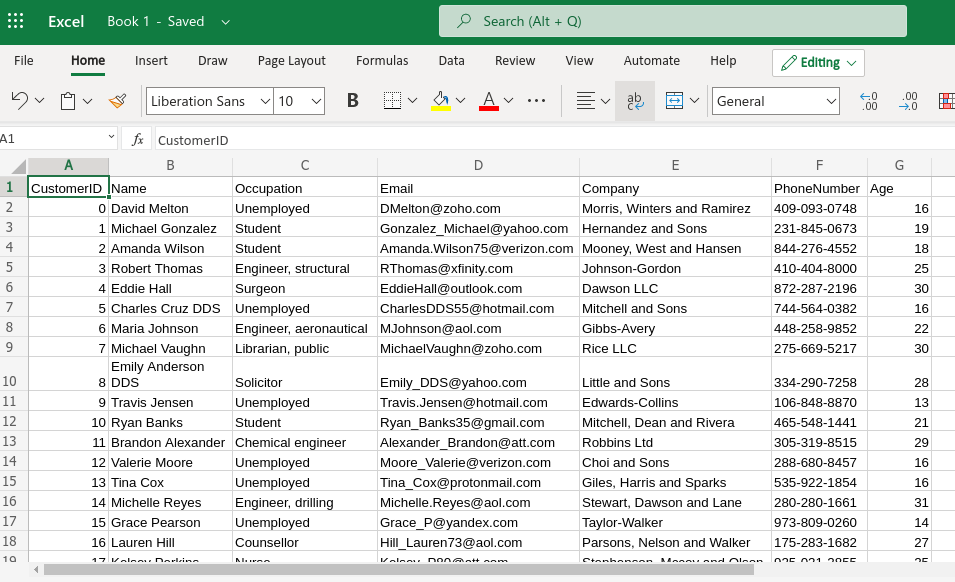 Excel Book 1 - Saved Search (Alt + Q)
File Home Insert Draw Page Layout Formulas Data Review View Automate Help Editing
Liberation Sans 10 B A ... ab General .00 .00
A1 fx CustomerID
A B C D E F G
1 CustomerID Name Occupation Email Company PhoneNumber Age
2 0 David Melton Unemployed DMelton@zoho.com Morris, Winters and Ramirez 409-093-0748 16
3 1 Michael Gonzalez Student Gonzalez_Michael@yahoo.com Hernandez and Sons 231-845-0673 19
4 2 Amanda Wilson Student Amanda.Wilson75@verizon.com Mooney, West and Hansen 844-276-4552 18
5 3 Robert Thomas Engineer, structural RThomas@xfinity.com Johnson-Gordon 410-404-8000 25
6 4 Eddie Hall Surgeon EddieHall@outlook.com Dawson LLC 872-287-2196 30
7 5 Charles Cruz DDS Unemployed CharlesDDS55@hotmail.com Mitchell and Sons 744-564-0382 16
8 6 Maria Johnson Engineer, aeronautical MJohnson@aol.com Gibbs-Avery 448-258-9852 22
9 7 Michael Vaughn Librarian, public MichaelVaughn@zoho.com Rice LLC 275-669-5217 30
Emily Anderson
10 8 DDS Solicitor Emily_DDS@yahoo.com Little and Sons 334-290-7258 28
11 9 Travis Jensen Unemployed Travis.Jensen@hotmail.com Edwards-Collins 106-848-8870 13
12 10 Ryan Banks Student Ryan_Banks35@gmail.com Mitchell, Dean and Rivera 465-548-1441 21
13 11 Brandon Alexander Chemical engineer Alexander_Brandon@att.com Robbins Ltd 305-319-8515 29
14 12 Valerie Moore Unemployed Moore_Valerie@verizon.com Choi and Sons 288-680-8457 16
15 13 Tina Cox Unemployed Tina_Cox@protonmail.com Giles, Harris and Sparks 535-922-1854 16
16 14 Michelle Reyes Engineer, drilling Michelle.Reyes@aol.com Stewart, Dawson and Lane 280-280-1661 31
17 15 Grace Pearson Unemployed Grace_P@yandex.com Taylor-Walker 973-809-0260 14
18 16 Lauren Hill Counsellor Hill_Lauren73@aol.com Parsons, Nelson and Walker 175-283-1682 27
19 17 Kelsey Perkins Nurse